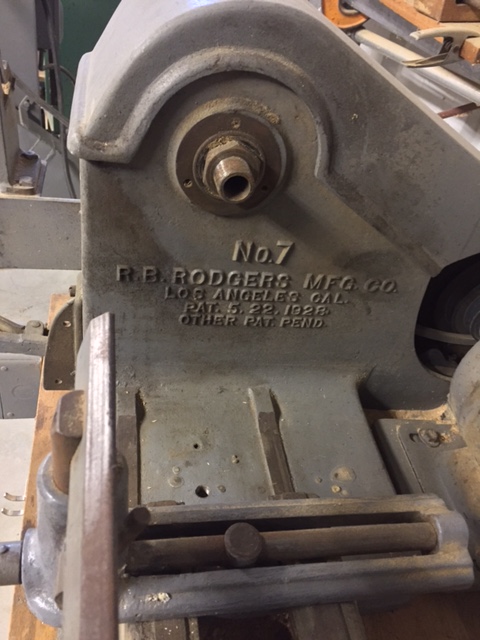 No.7
R.B. RODGERS MFG. CO.
LOS ANGELES CAL.
PAT. 5. 22. 1928.
OTHER PAT. PEND.